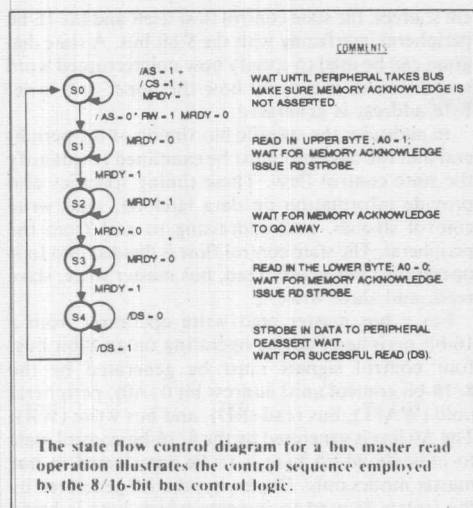 COMMENTS
/AS = 1 +
/ CS = 1 +
MRDY =
S0
WAIT UNTIL PERIPHERAL TAKES BUS
MAKE SURE MEMORY ACKNOWLEDGE IS
NOT ASSERTED.
/ AS = 0 * RW = 1 MRDY = 0
S1
MRDY = 0
READ IN UPPER BYTE ; A0 = 1;
WAIT FOR MEMORY ACKNOWLEDGE
ISSUE RD STROBE
MRDY = 1
S2
MRDY = 1
WAIT FOR MEMORY ACKNOWLEDGE
TO GO AWAY.
MRDY = 0
S3
MRDY = 0
READ IN THE LOWER BYTE; A0 = 0;
WAIT FOR MEMORY ACKNOWLEDGE.
ISSUE RD STROBE
MRDY = 1
S4
/DS = 0
/DS = 1
STROBE IN DATA TO PERIPHERAL
DEASSERT WAIT.
WAIT FOR SUCESSFUL READ (DS).
The state flow control diagram for a bus master read
operation illustrates the control sequence employed
by the 8/16-bit bus control logic.